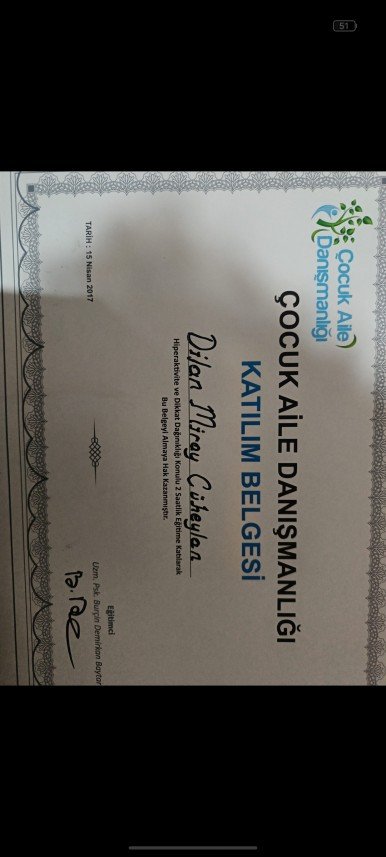 51
Çocuk Aile
Danışmanlığı
ÇOCUK AİLE DANIŞMANLIĞI
KATILIM BELGESİ
Dilan Miray Cüheylan
Hiperaktivite ve Dikkat Dağınıklığı Konulu 2 Saatlik Eğitime Katılarak
Bu Belgeyi Almaya Hak Kazanmıştır.
TARİH : 15 Nisan 2017
Eğitimci
Uzm. Psk. Burçin Demirkan Baytar